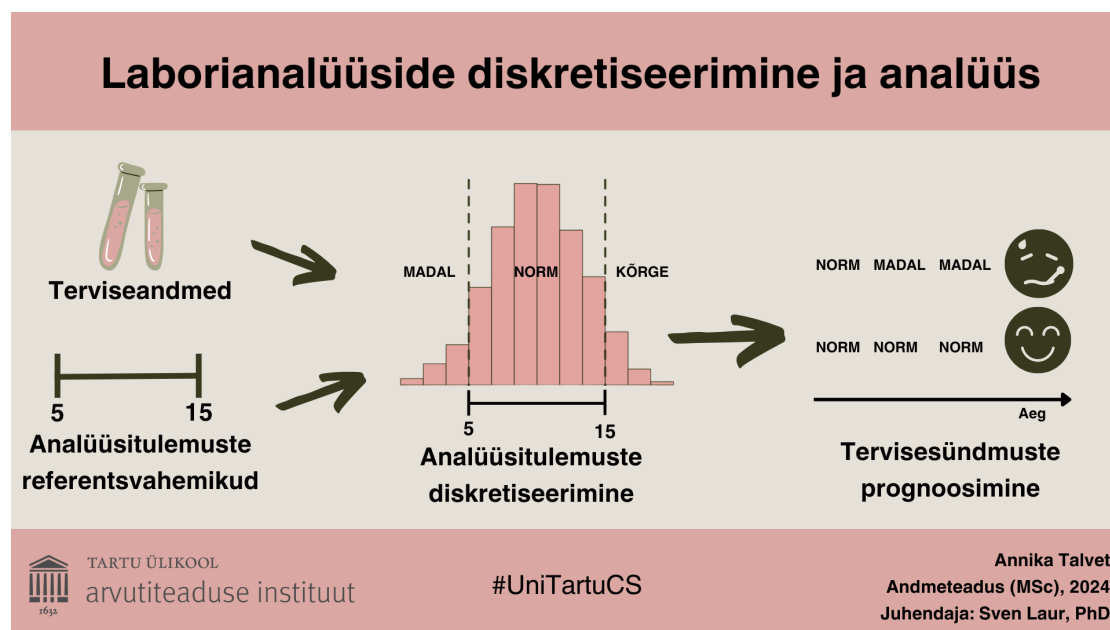 Laborianalüüside diskretiseerimine ja analüüs
Terviseandmed
5 15
Analüüsitulemuste
referentsvahemikud
MADAL NORM KÕRGE
5 15
Analüüsitulemuste
diskretiseerimine
NORM MADAL MADAL
NORM NORM NORM
Aeg
Tervisesündmuste
prognoosimine
TARTU ÜLIKOOL
arvutiteaduse instituut
1632
#UniTartuCS
Annika Talvet
Andmeteadus (MSc), 2024
Juhendaja: Sven Laur, PhD